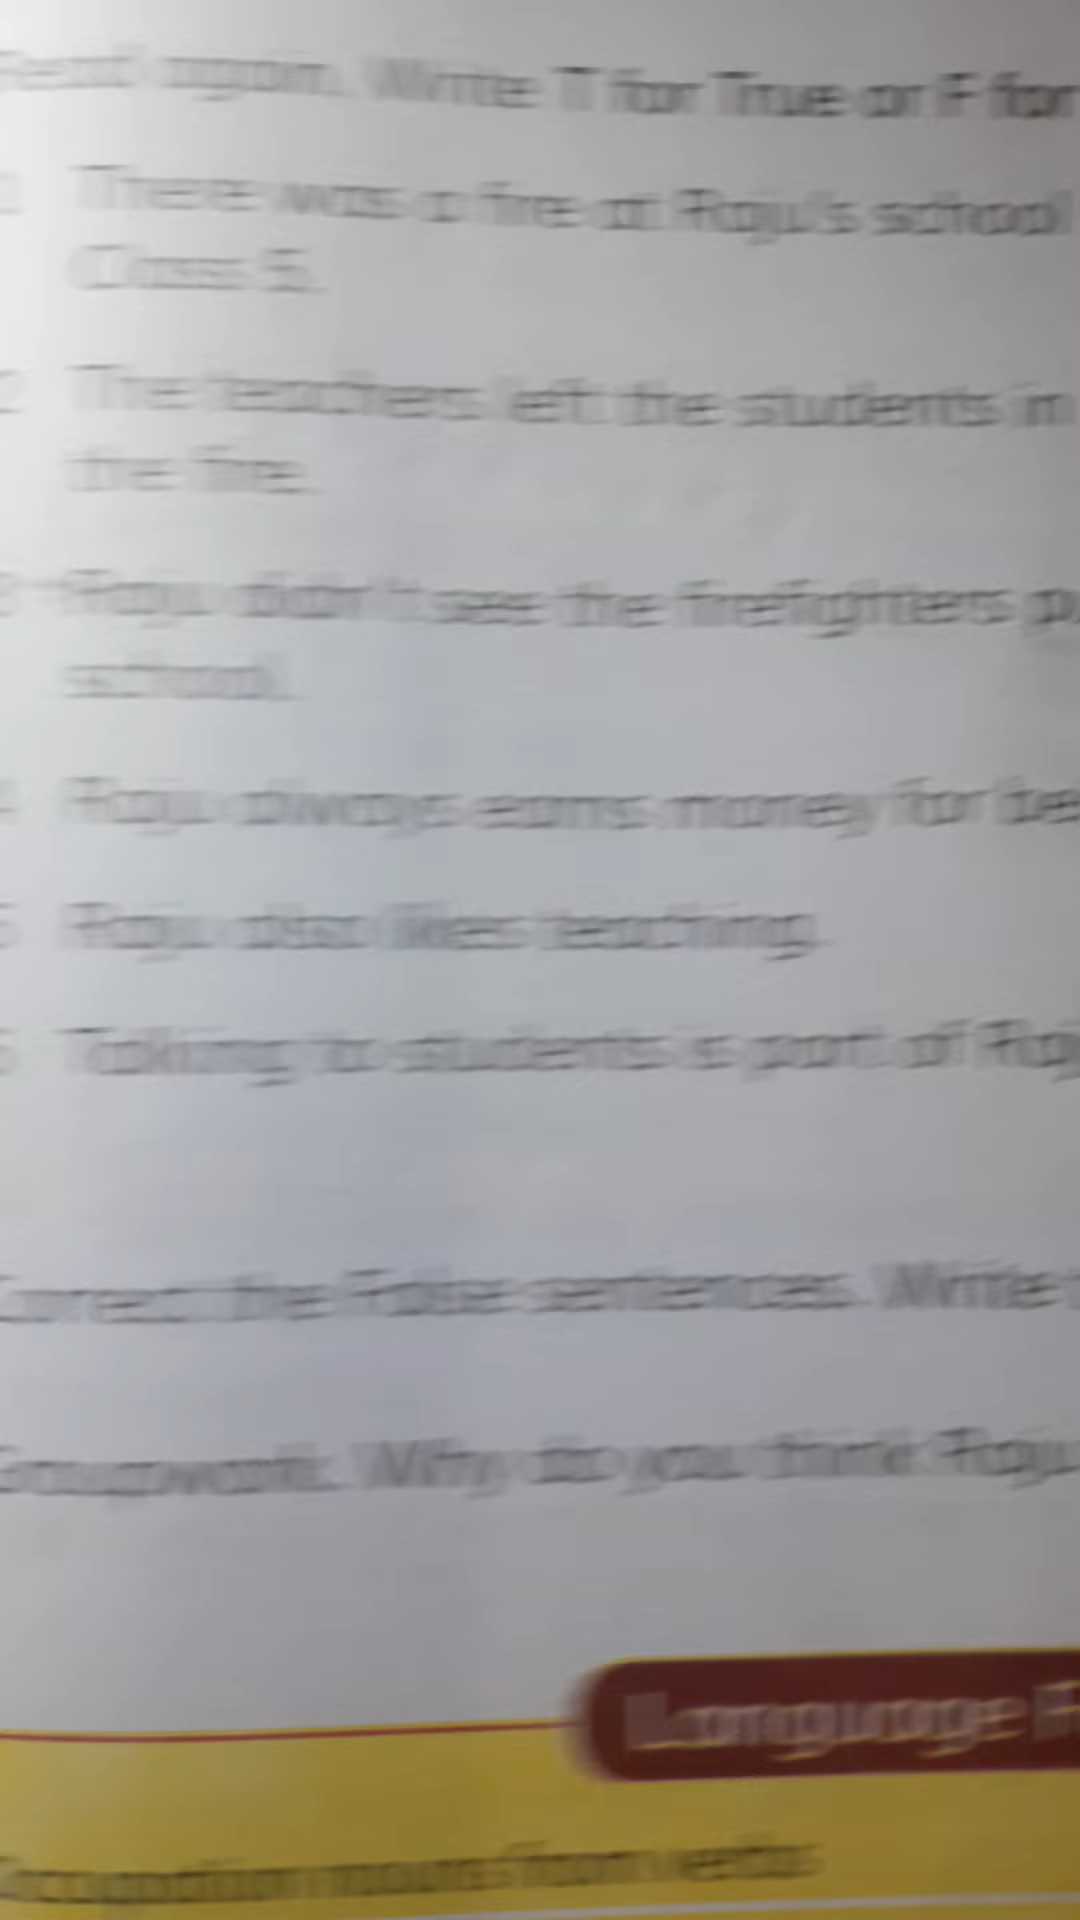 Read again. Write T for True or F for
1 There was a fire at Raju's school
Class 5.
2 The teachers left the students in
the fire.
3 Raju didn't see the firefighters pu
school.
4 Raju always earns money for be
5 Raju also likes teaching.
6 Talking to students is part of Raj
Correct the False sentences. Write
Groupwork. Why do you think Raju
Language F
Occupation nouns from verbs